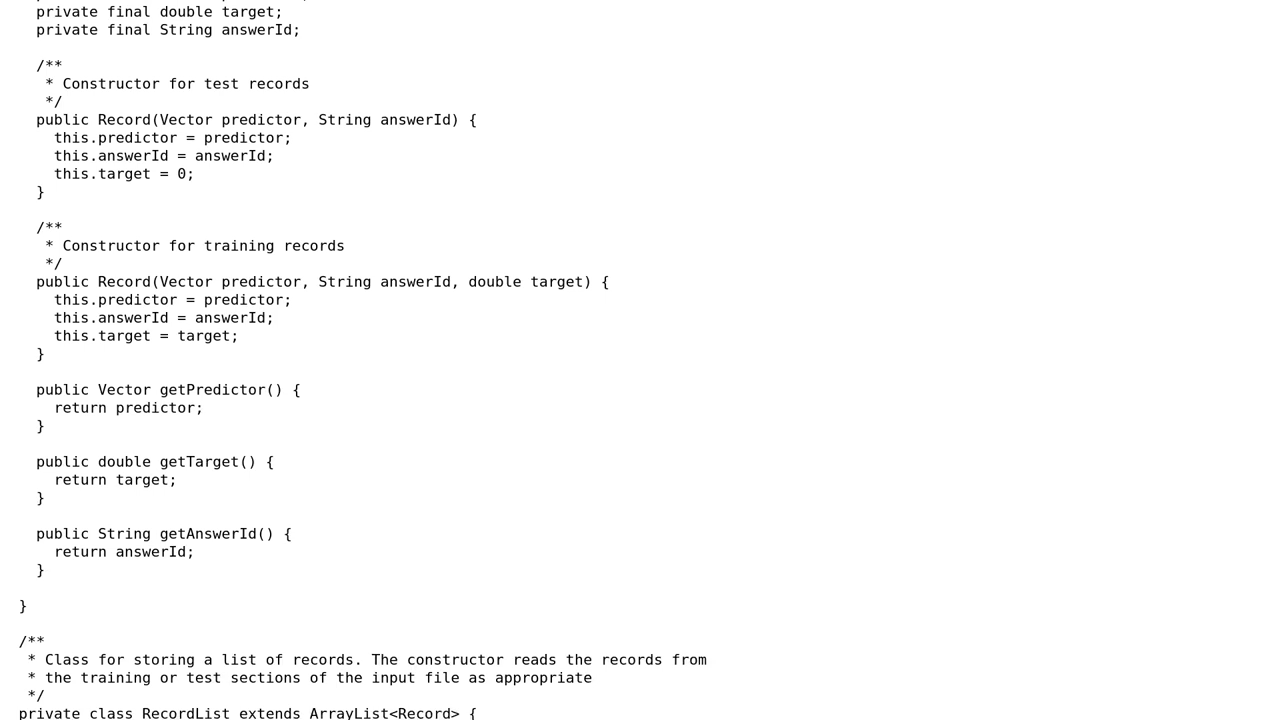 private final double target;
private final String answerId;
/**
* Constructor for test records
*/
public Record(Vector predictor, String answerId) {
this.predictor = predictor;
this.answerId = answerId;
this.target = 0;
}
/**
* Constructor for training records
*/
public Record(Vector predictor, String answerId, double target) {
this.predictor = predictor;
this.answerId = answerId;
this.target = target;
}
public Vector getPredictor() {
return predictor;
}
public double getTarget() {
return target;
}
public String getAnswerId() {
return answerId;
}
}
/**
* Class for storing a list of records. The constructor reads the records from
* the training or test sections of the input file as appropriate
*/
private class RecordList extends ArrayList<Record> {